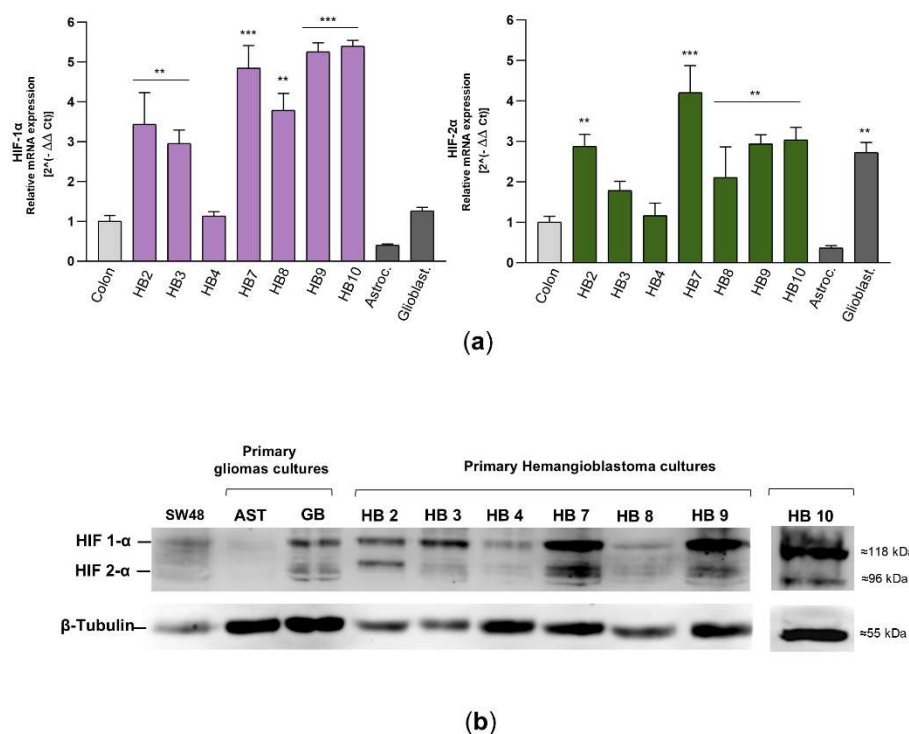 HIF-1α
Relative mRNA expression
[2^(- ΔΔ Ct)]
6
5
4
3
2
1
0
**
***
**
***
Colon
HB2
HB3
HB4
HB7
HB8
HB9
HB10
Astroc.
Glioblast.
HIF-2α
Relative mRNA expression
[2^(- ΔΔ Ct)]
6
5
4
3
2
1
0
**
***
**
**
Colon
HB2
HB3
HB4
HB7
HB8
HB9
HB10
Astroc.
Glioblast.
(a)
Primary
gliomas cultures
Primary Hemangioblastoma cultures
SW48 AST GB HB 2 HB 3 HB 4 HB 7 HB 8 HB 9 HB 10
HIF 1-α
≈118 kDa
HIF 2-α
≈96 kDa
β-Tubulin
≈55 kDa
(b)